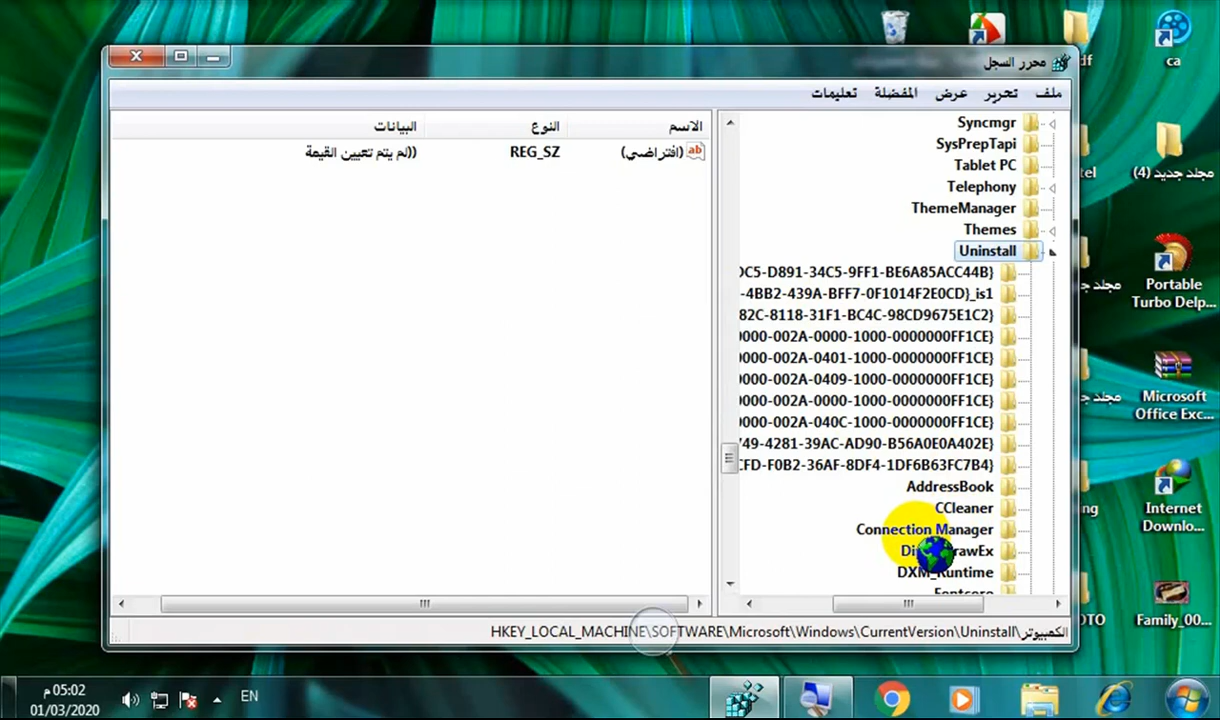 محرر السجل
ملف تحرير عرض المفضلة تعليمات
الاسم النوع البيانات
(افتراضي) REG_SZ ((لم يتم تعيين القيمة
Syncmgr
SysPrepTapi
Tablet PC
Telephony
ThemeManager
Themes
Uninstall
C5-D891-34C5-9FF1-BE6A85ACC44B}
-4BB2-439A-BFF7-0F1014F2E0CD}_is1
82C-8118-31F1-BC4C-98CD9675E1C2}
0000-002A-0000-1000-0000000FF1CE}
0000-002A-0401-1000-0000000FF1CE}
0000-002A-0409-1000-0000000FF1CE}
0000-002A-0000-1000-0000000FF1CE}
0000-002A-040C-1000-0000000FF1CE}
749-4281-39AC-AD90-B56A0E0A402E}
CFD-F0B2-36AF-8DF4-1DF6B63FC7B4}
AddressBook
CCleaner
Connection Manager
rawEx
DXM_Runtime
Fontcore
الكمبيوتر\HKEY_LOCAL_MACHINE\SOFTWARE\Microsoft\Windows\CurrentVersion\Uninstall
ca
مجلد جديد (4)
Portable
Turbo Delp...
Microsoft
Office Exc...
Internet
Downlo...
Family_00...
EN
05:02 م
01/03/2020